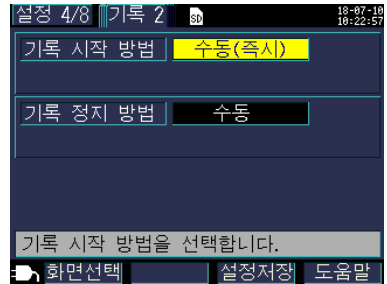 설정 4/8 기록 2 SD 18-07-10
10:22:57
기록 시작 방법 수동(즉시)
기록 정지 방법 수동
기록 시작 방법을 선택합니다.
화면선택 설정저장 도움말